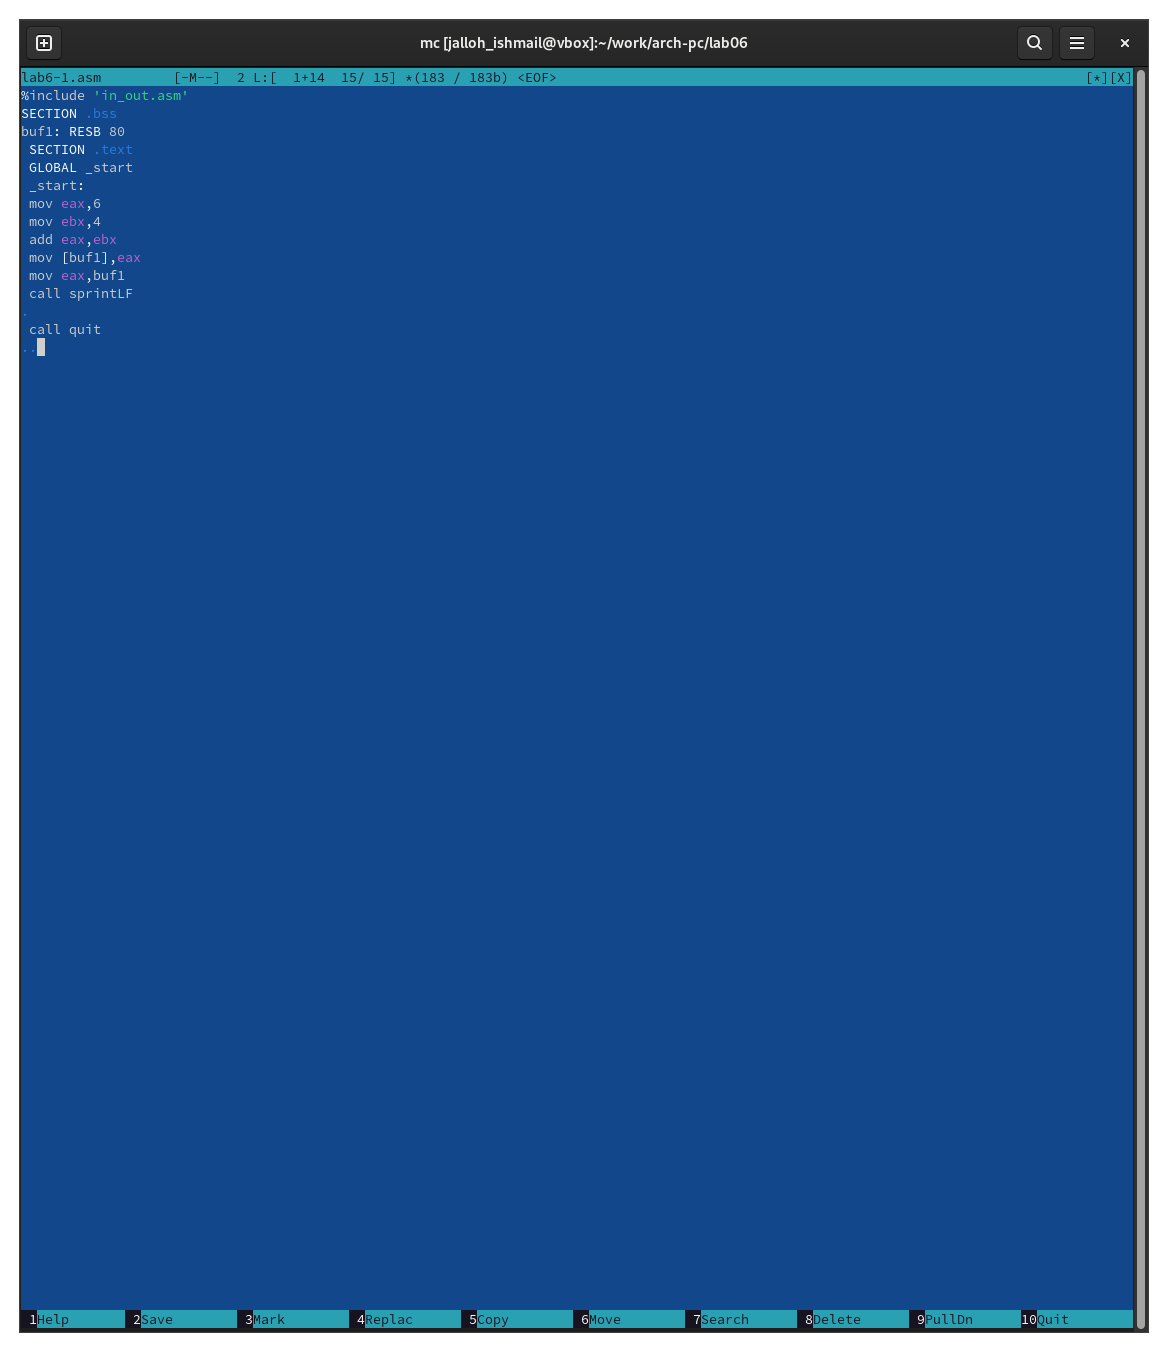 mc [jalloh_ishmail@vbox]:~/work/arch-pc/lab06
lab6-1.asm [-M--] 2 L:[ 1+14 15/ 15] *(183 / 183b) <EOF> [*][X]
%include 'in_out.asm'
SECTION .bss
buf1: RESB 80
SECTION .text
GLOBAL _start
_start:
mov eax,6
mov ebx,4
add eax,ebx
mov [buf1],eax
mov eax,buf1
call sprintLF
.
call quit
..
1Help 2Save 3Mark 4Replac 5Copy 6Move 7Search 8Delete 9PullDn 10Quit